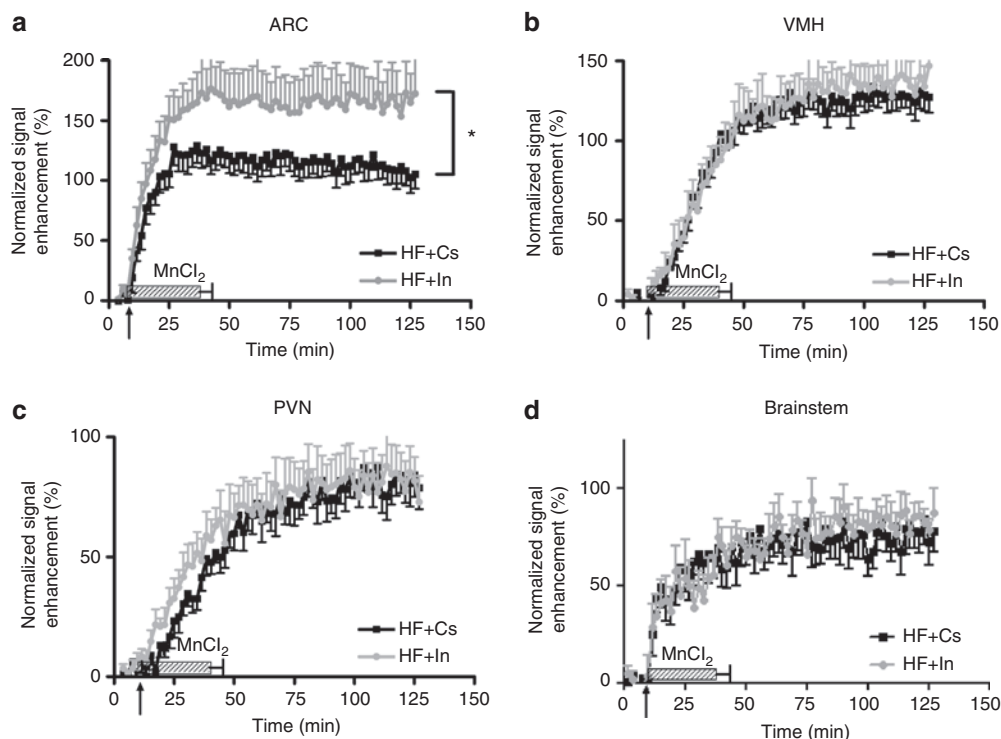 a
ARC
Normalized signal
enhancement (%)
200
150
100
50
0
*
HF+Cs
HF+In
MnCl2
0 25 50 75 100 125 150
Time (min)
b
VMH
Normalized signal
enhancement (%)
150
100
50
0
HF+Cs
HF+In
MnCl2
0 25 50 75 100 125 150
Time (min)
c
PVN
Normalized signal
enhancement (%)
100
50
0
HF+Cs
HF+In
MnCl2
0 25 50 75 100 125 150
Time (min)
d
Brainstem
Normalized signal
enhancement (%)
100
50
0
HF+Cs
HF+In
MnCl2
0 25 50 75 100 125 150
Time (min)